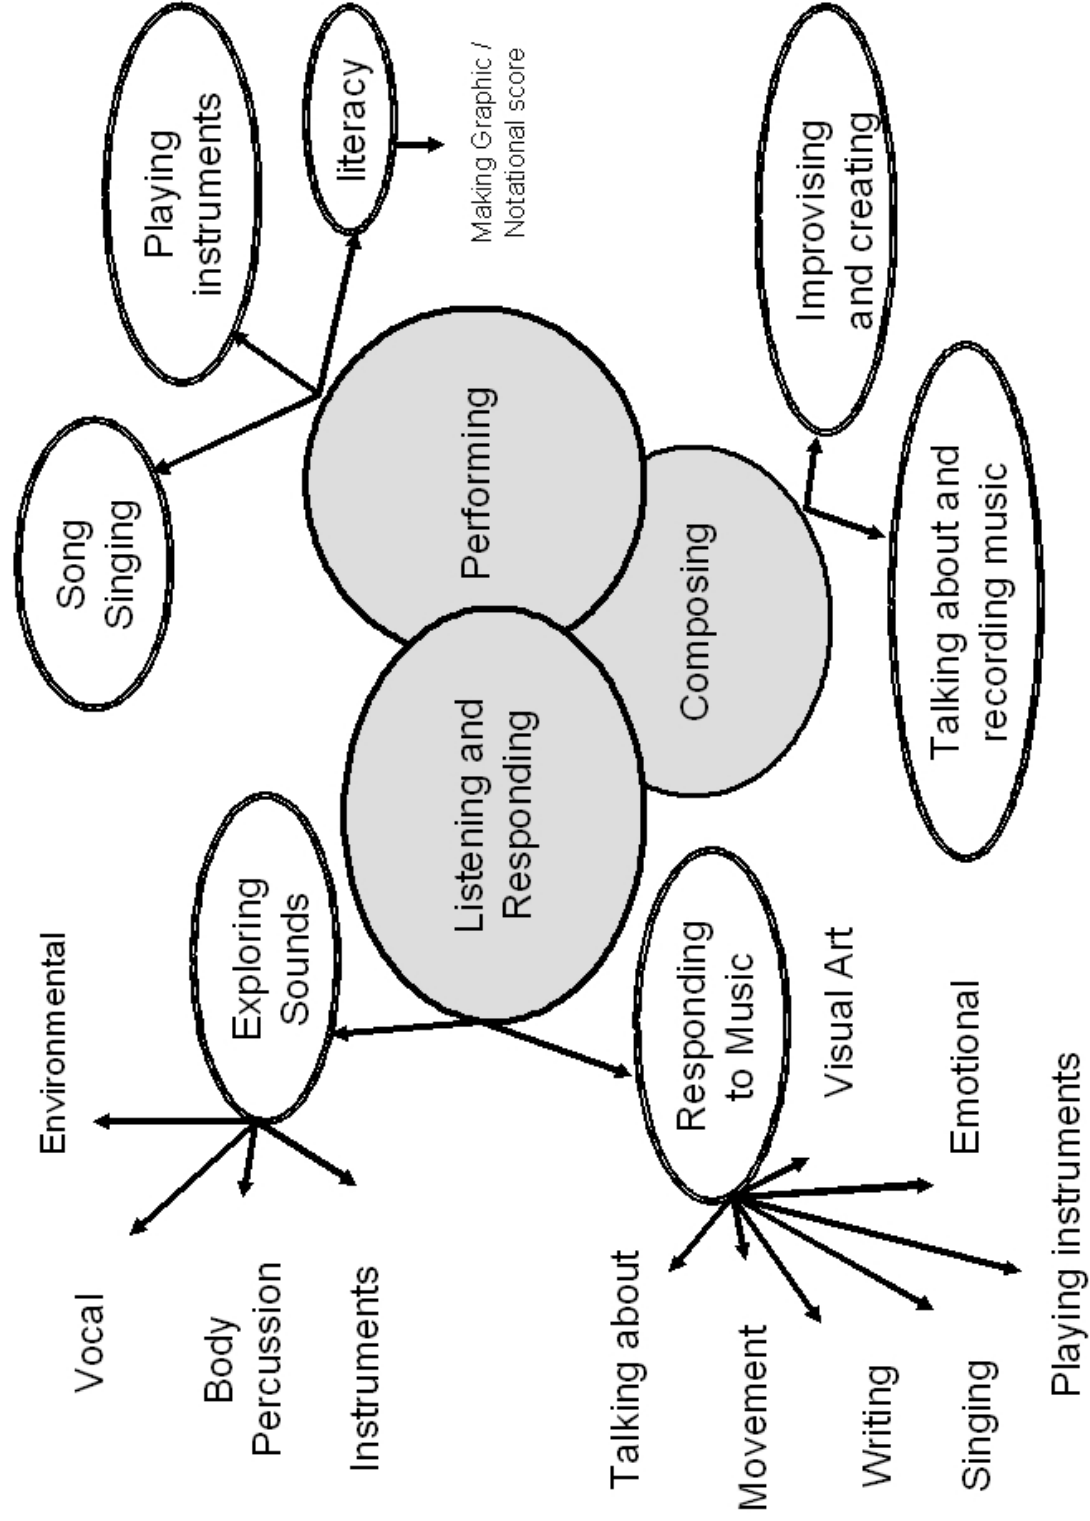 Environmental
Vocal
Body
Percussion
Instruments
Exploring
Sounds
Song
Singing
Playing
instruments
literacy
Making Graphic /
Notational score
Listening and
Responding
Performing
Composing
Responding
to Music
Talking about
Movement
Writing
Singing
Playing instruments
Emotional
Visual Art
Improvising
and creating
Talking about and
recording music